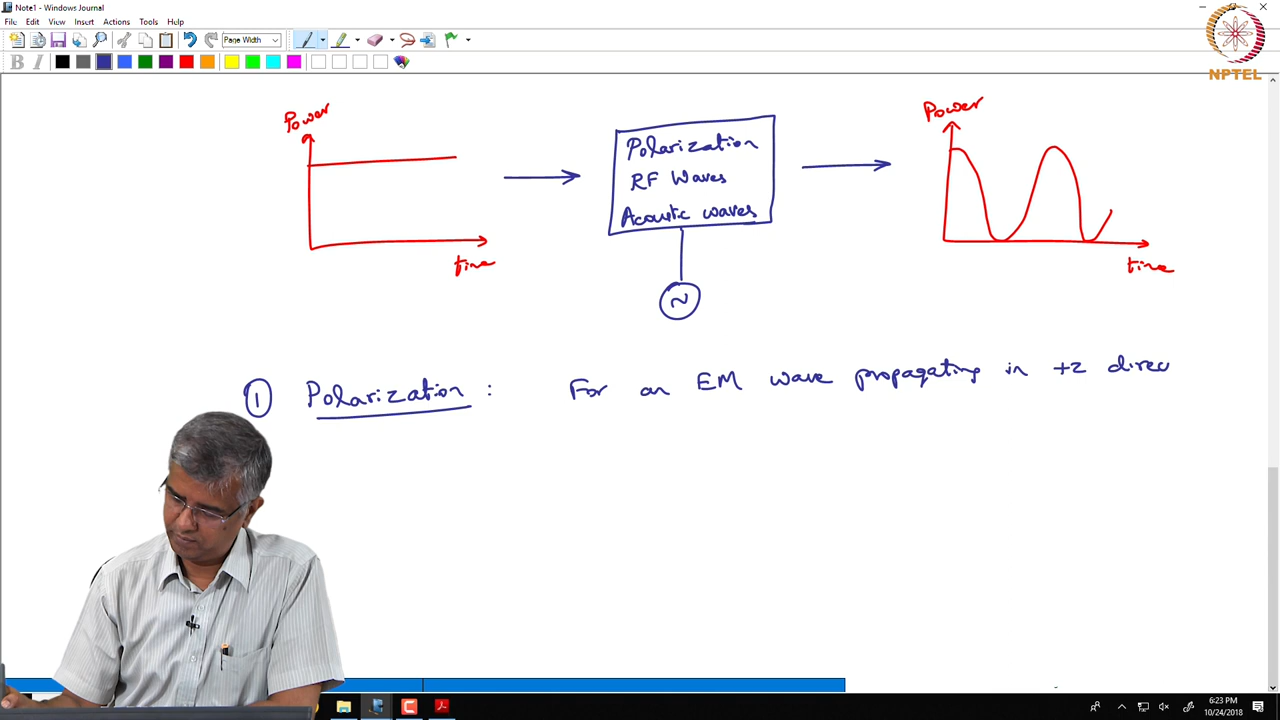 Note1 - Windows Journal
File Edit View Insert Actions Tools Help
Page Width
B I
NPTEL
Power
time
Polarization
RF Waves
Acoustic waves
~
Power
time
1 Polarization : For an EM wave propagating in +z direc
6:23 PM
10/24/2018